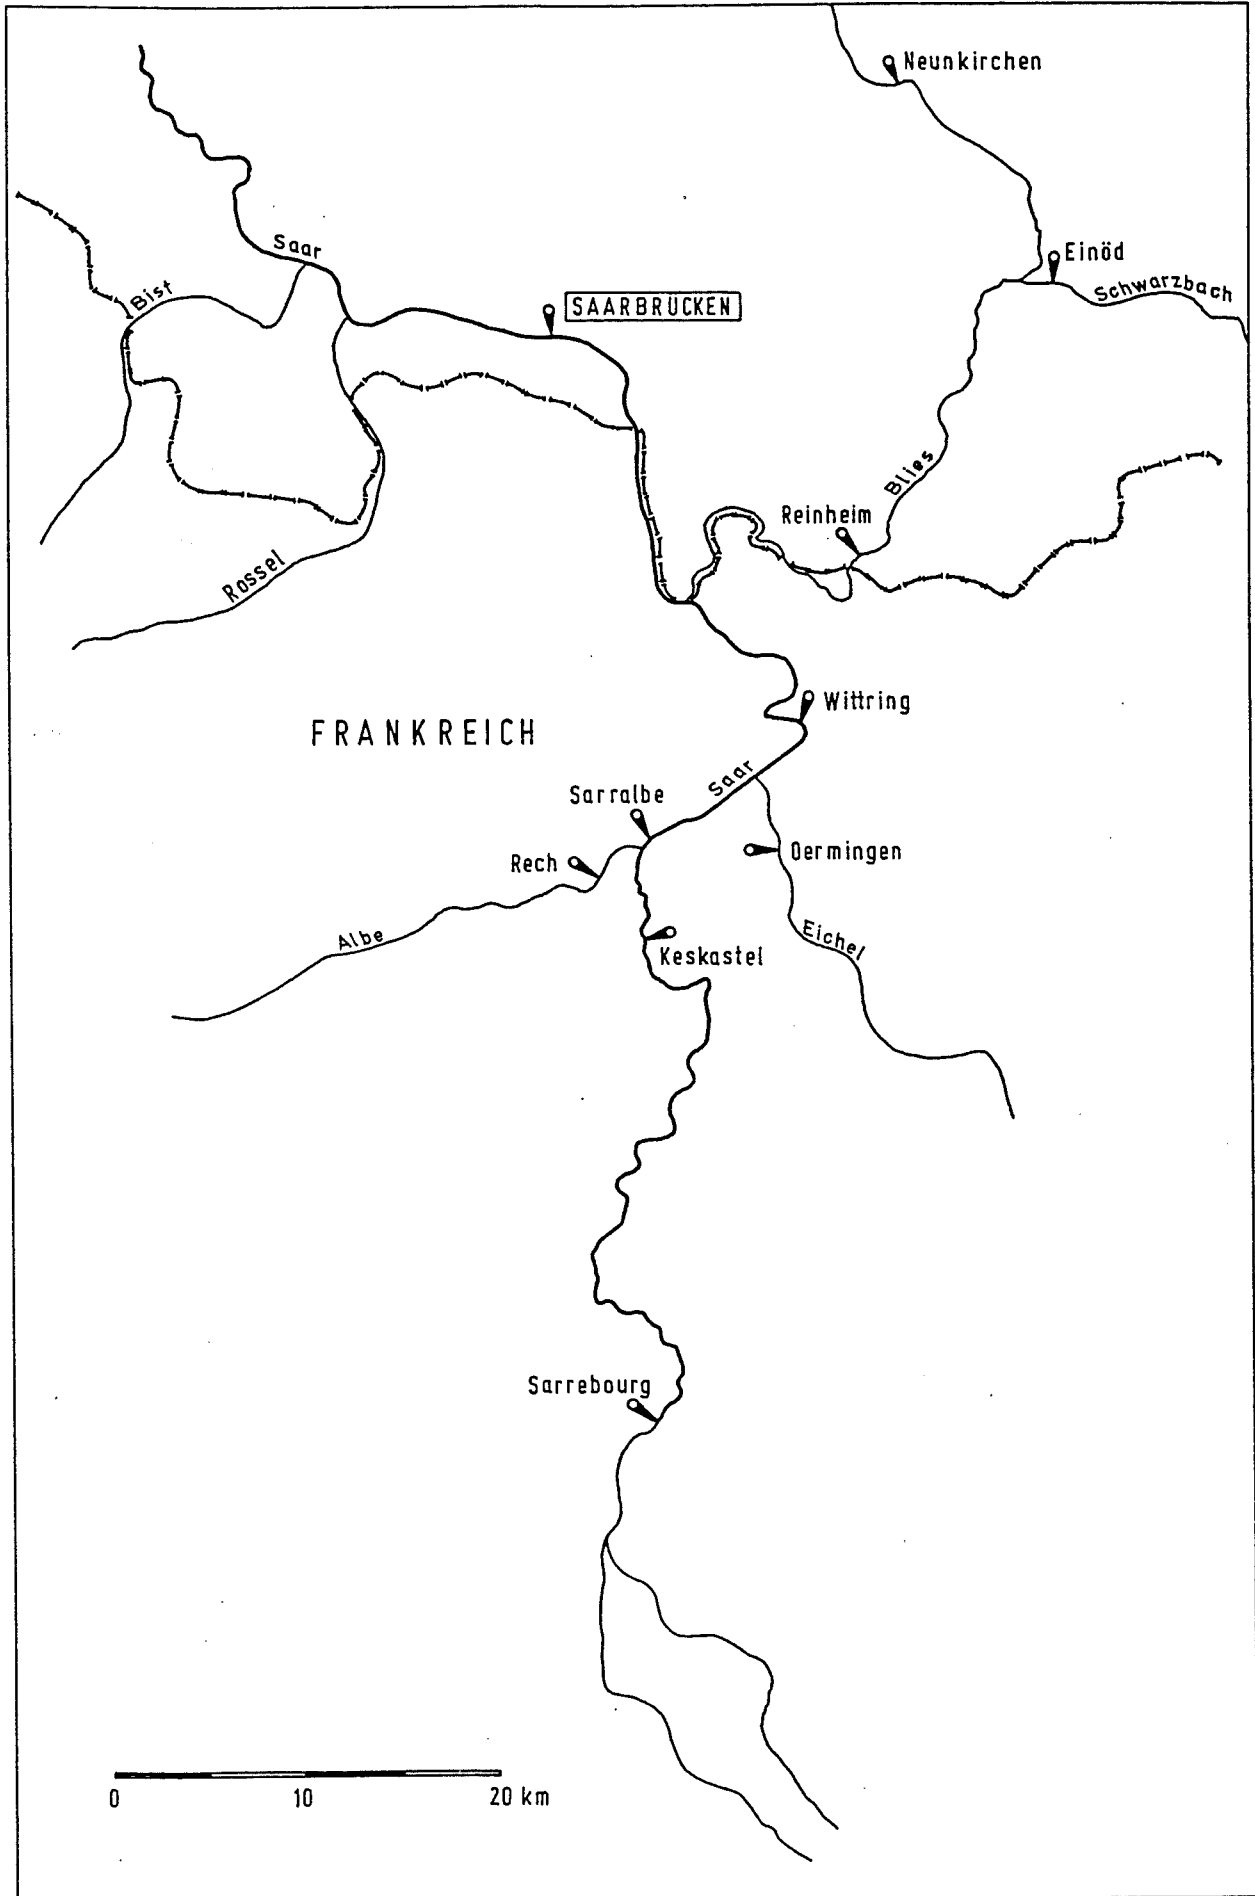 Neunkirchen
Saar
Einöd
Bist
Schwarzbach
SAARBRÜCKEN
Blies
Reinheim
Rossel
Wittring
FRANKREICH
Saar
Sarralbe
Rech
Oermingen
Albe
Eichel
Keskastel
Sarrebourg
0 10 20 km